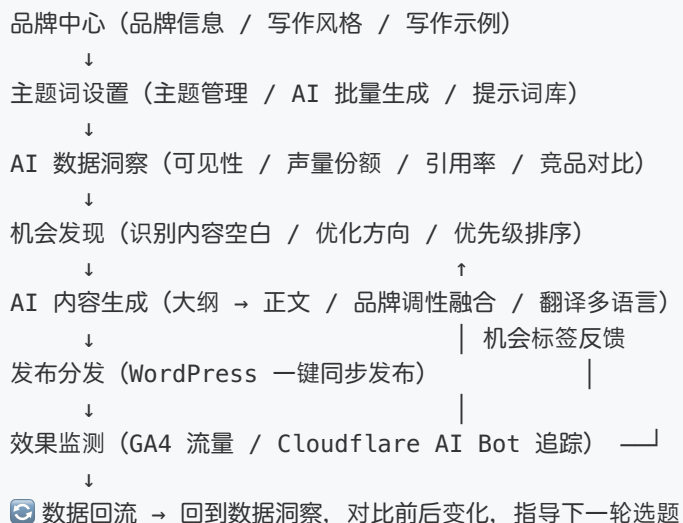 品牌中心（品牌信息 / 写作风格 / 写作示例）
↓
主题词设置（主题管理 / AI 批量生成 / 提示词库）
↓
AI 数据洞察（可见性 / 声量份额 / 引用率 / 竞品对比）
↓
机会发现（识别内容空白 / 优化方向 / 优先级排序）
↓ ↑
AI 内容生成（大纲 → 正文 / 品牌调性融合 / 翻译多语言）
↓ │ 机会标签反馈
发布分发（WordPress 一键同步发布） │
↓ │
效果监测（GA4 流量 / Cloudflare AI Bot 追踪） ──┘
↓
🔄 数据回流 → 回到数据洞察，对比前后变化，指导下一轮选题